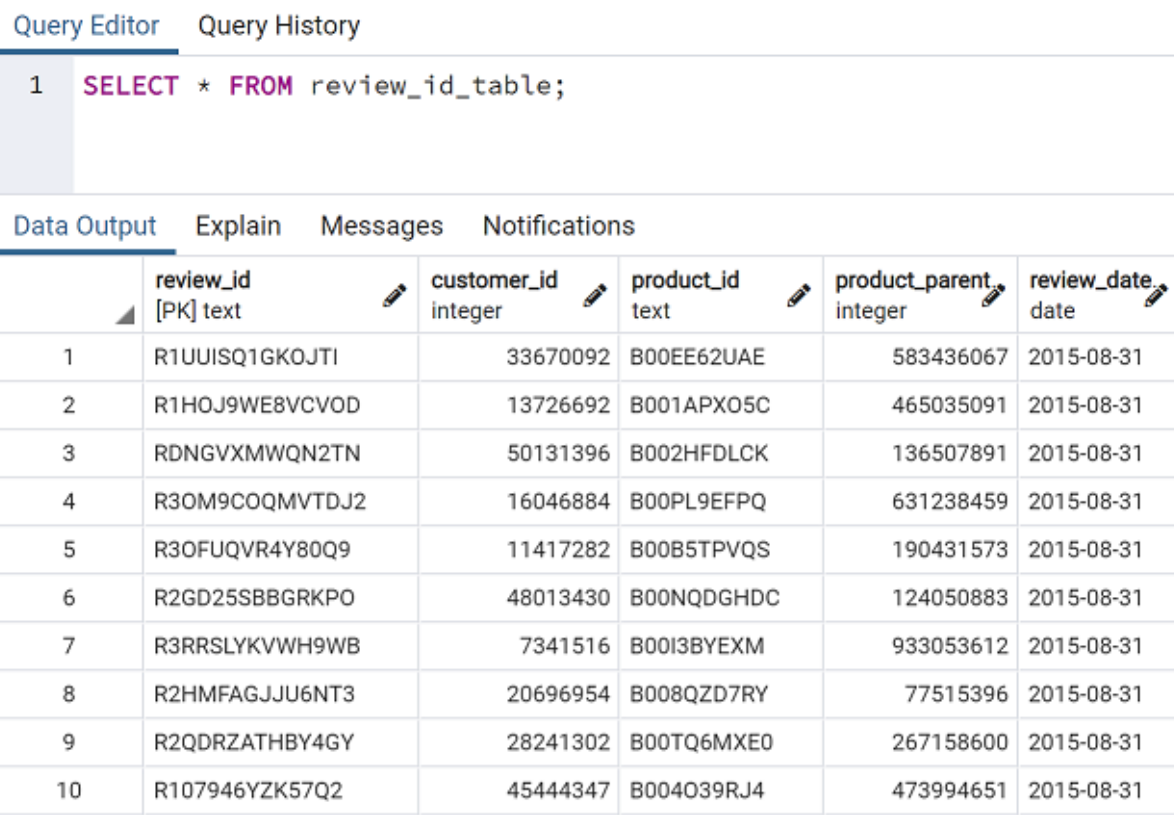 Query Editor Query History
1 SELECT * FROM review_id_table;
Data Output Explain Messages Notifications
review_id customer_id product_id product_parent review_date
[PK] text integer text integer date
1 R1UUISQ1GKOJTI 33670092 B00EE62UAE 583436067 2015-08-31
2 R1HOJ9WE8VCVOD 13726692 B001APXO5C 465035091 2015-08-31
3 RDNGVXMWQN2TN 50131396 B002HFDLCK 136507891 2015-08-31
4 R3OM9COQMVTDJ2 16046884 B00PL9EFPQ 631238459 2015-08-31
5 R3OFUQVR4Y80Q9 11417282 B00B5TPVQS 190431573 2015-08-31
6 R2GD25SBBGRKPO 48013430 B00NQDGHDC 124050883 2015-08-31
7 R3RRSLYKVWH9WB 7341516 B00I3BYEXM 933053612 2015-08-31
8 R2HMFAGJJU6NT3 20696954 B008QZD7RY 77515396 2015-08-31
9 R2QDRZATHBY4GY 28241302 B00TQ6MXE0 267158600 2015-08-31
10 R107946YZK57Q2 45444347 B004O39RJ4 473994651 2015-08-31